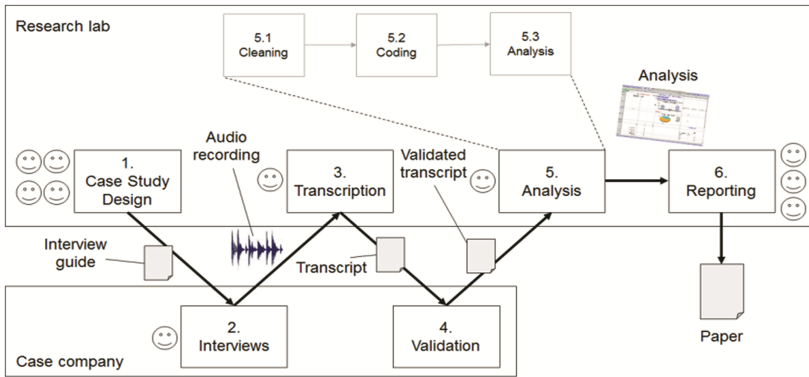 Research lab
5.1
Cleaning
5.2
Coding
5.3
Analysis
Analysis
1.
Case Study
Design
Audio
recording
3.
Transcription
Validated
transcript
5.
Analysis
6.
Reporting
Interview
guide
Transcript
2.
Interviews
4.
Validation
Paper
Case company